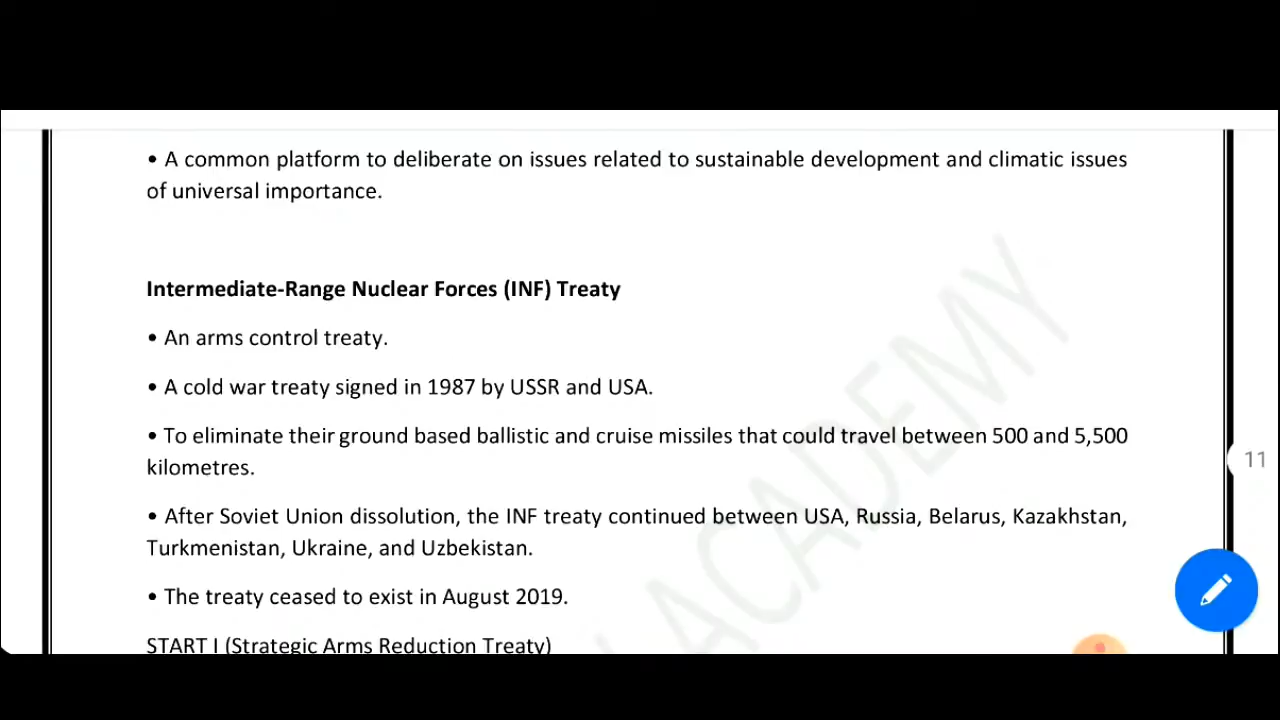 • A common platform to deliberate on issues related to sustainable development and climatic issues
of universal importance.
Intermediate-Range Nuclear Forces (INF) Treaty
• An arms control treaty.
• A cold war treaty signed in 1987 by USSR and USA.
• To eliminate their ground based ballistic and cruise missiles that could travel between 500 and 5,500
kilometres.
11
• After Soviet Union dissolution, the INF treaty continued between USA, Russia, Belarus, Kazakhstan,
Turkmenistan, Ukraine, and Uzbekistan.
• The treaty ceased to exist in August 2019.
START I (Strategic Arms Reduction Treaty)
ACADEMY